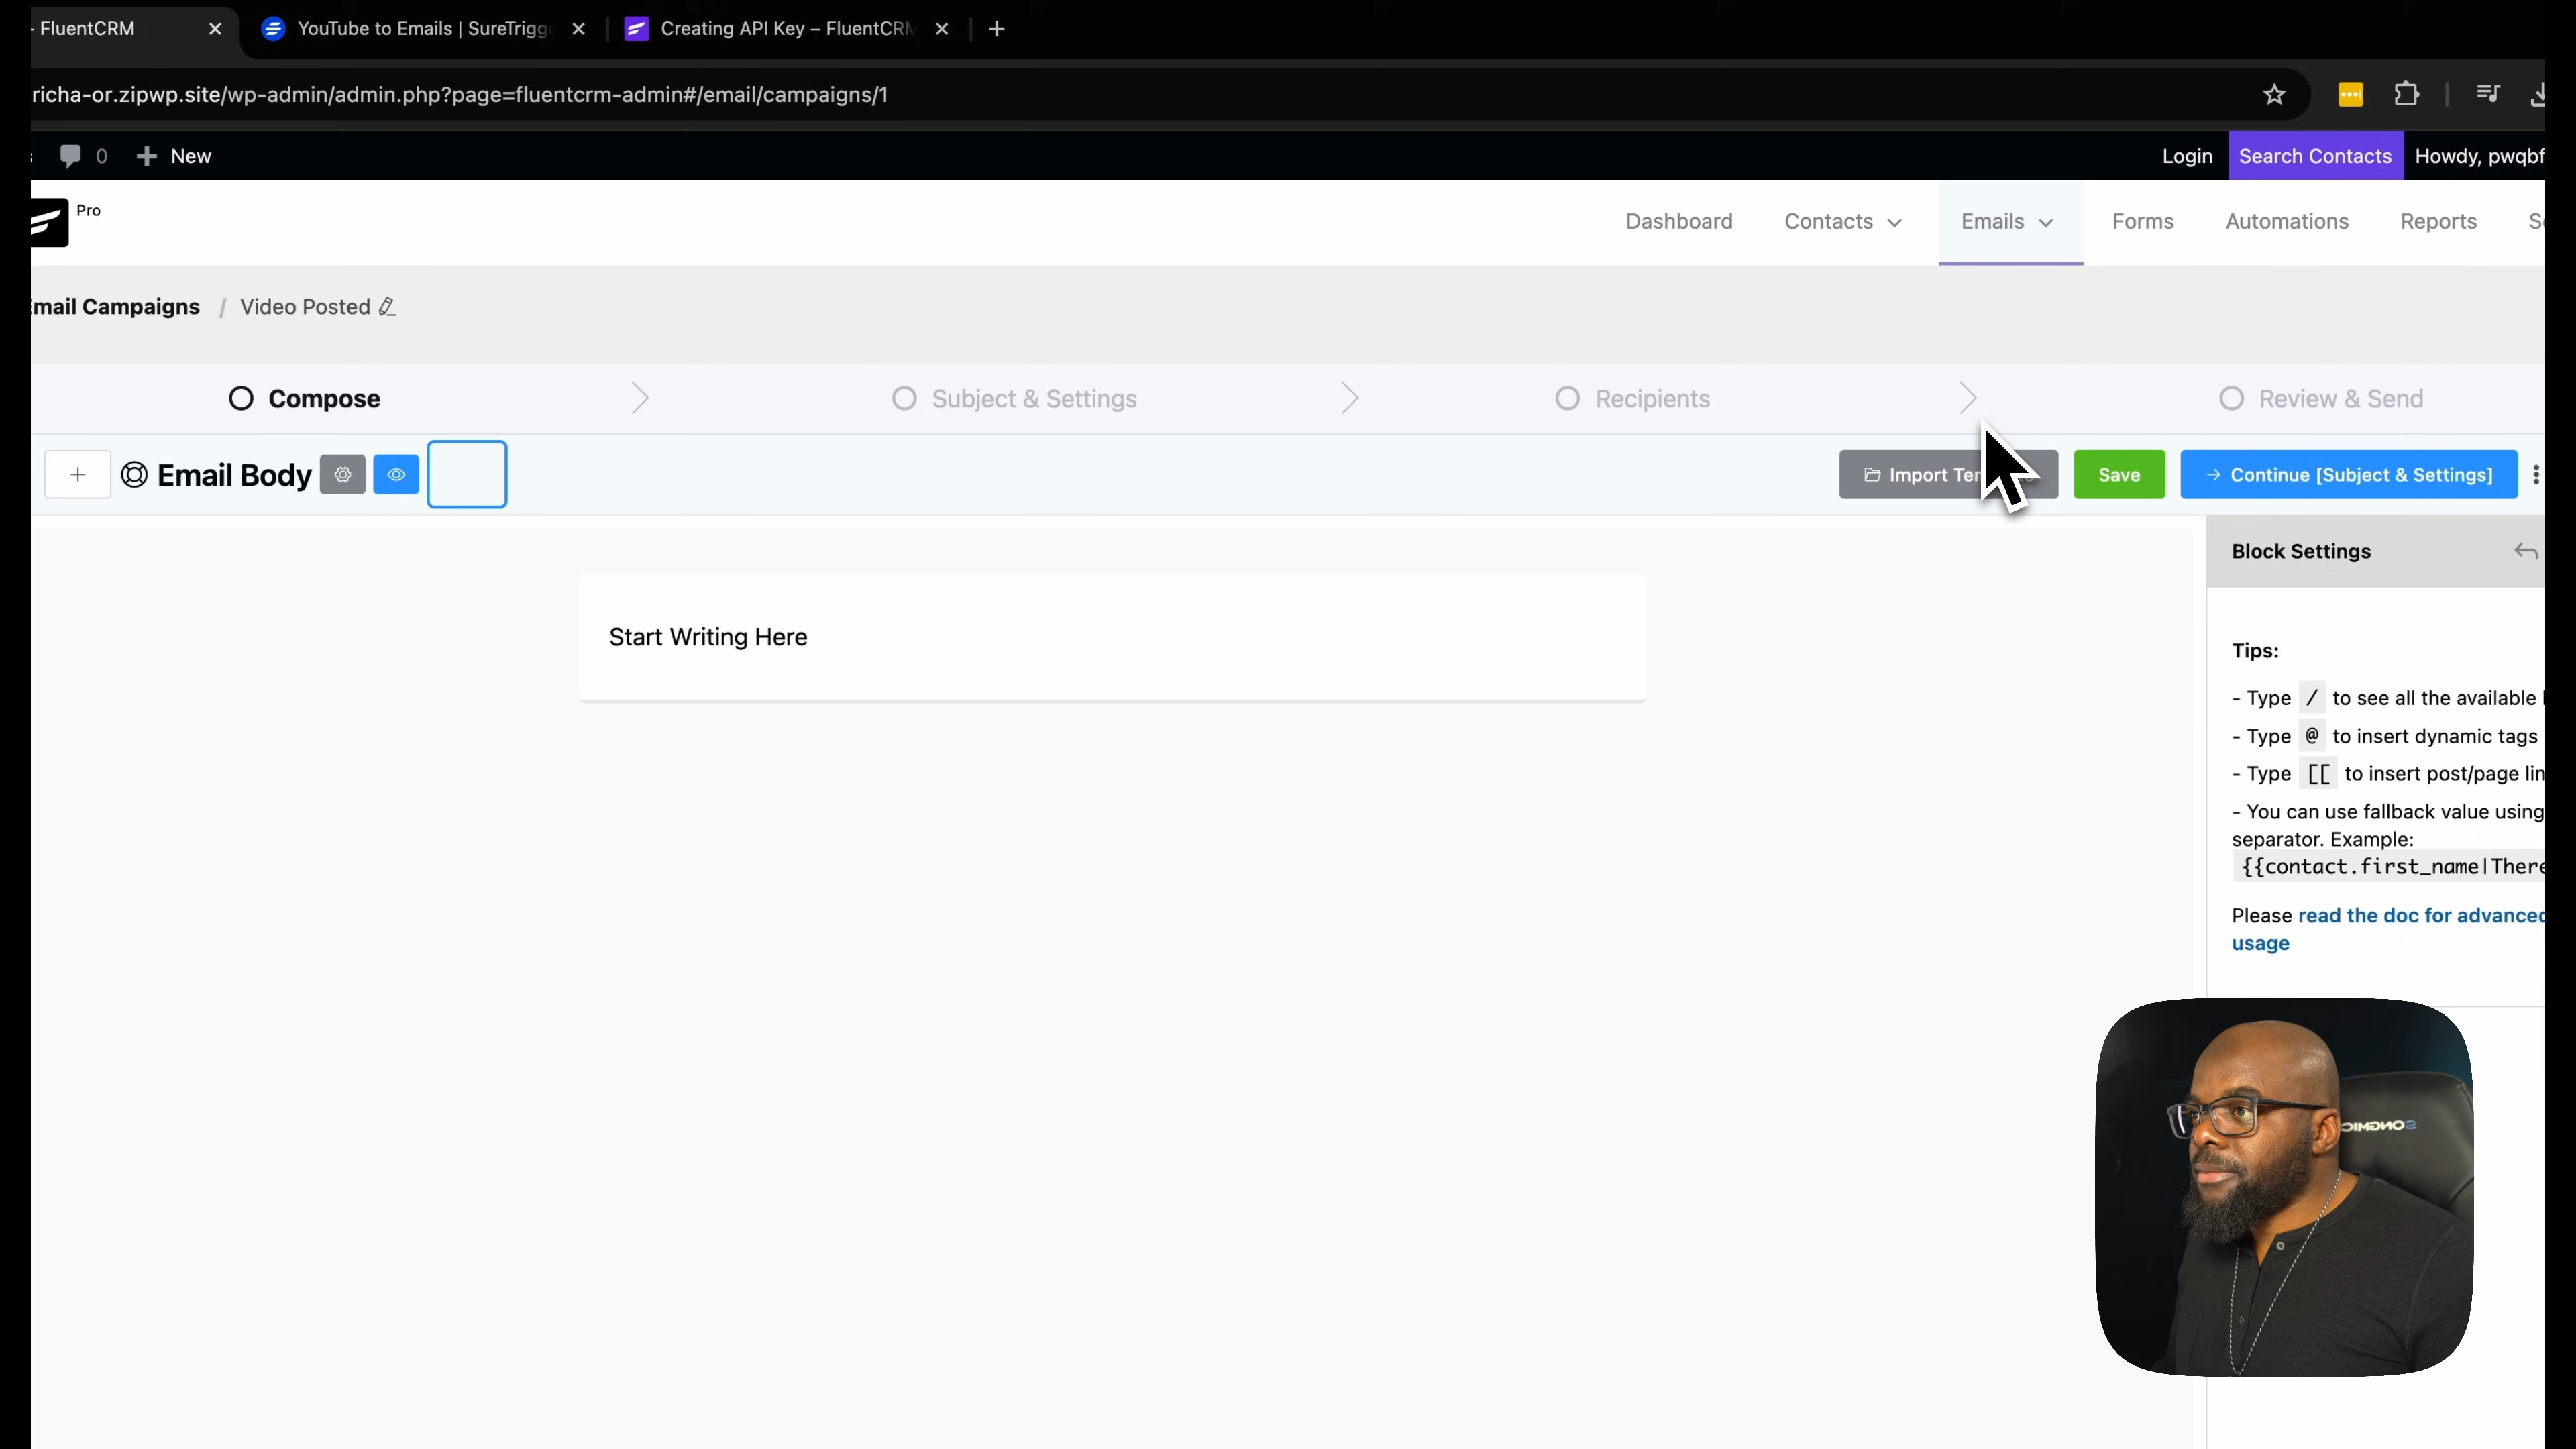 - FluentCRM
YouTube to Emails | SureTrigge
Creating API Key – FluentCRM
richa-or.zipwp.site/wp-admin/admin.php?page=fluentcrm-admin#/email/campaigns/1
0 New Login Search Contacts Howdy, pwqbf
Pro Dashboard Contacts Emails Forms Automations Reports
Email Campaigns / Video Posted
Compose Subject & Settings Recipients Review & Send
+ Email Body Import Save → Continue [Subject & Settings]
Block Settings
Start Writing Here
Tips:
- Type / to see all the available
- Type @ to insert dynamic tags
- Type [[ to insert post/page lin
- You can use fallback value using
separator. Example:
{{contact.first_name|There
Please read the doc for advanced
usage
SONGMICS